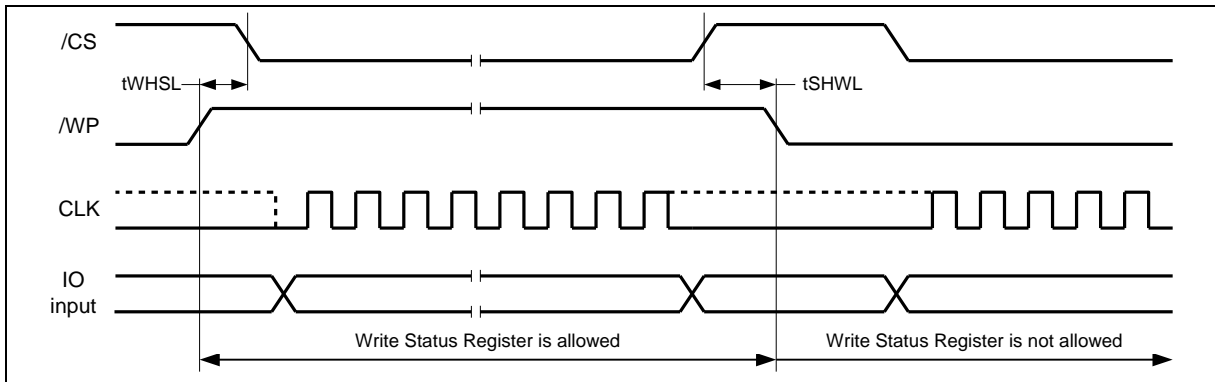 /CS
tWHSL
tSHWL
/WP
CLK
IO
input
Write Status Register is allowed
Write Status Register is not allowed